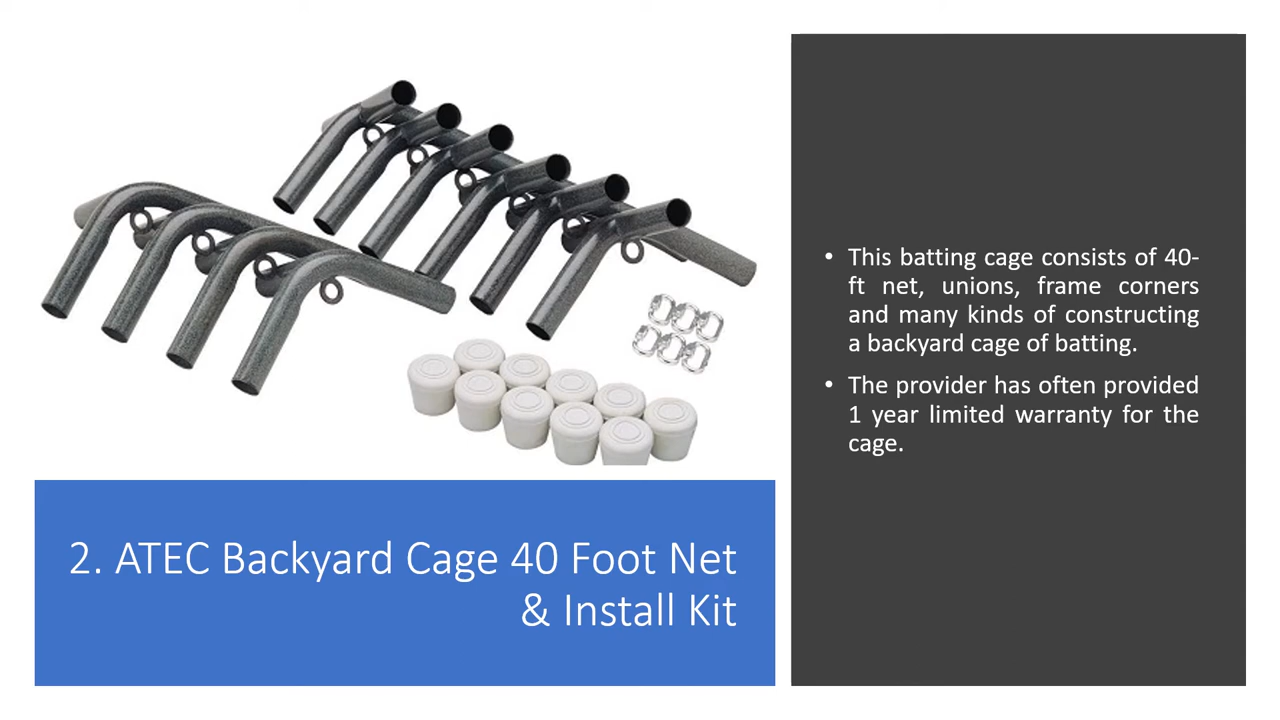 • This batting cage consists of 40-
ft net, unions, frame corners
and many kinds of constructing
a backyard cage of batting.
• The provider has often provided
1 year limited warranty for the
cage.
2. ATEC Backyard Cage 40 Foot Net
& Install Kit